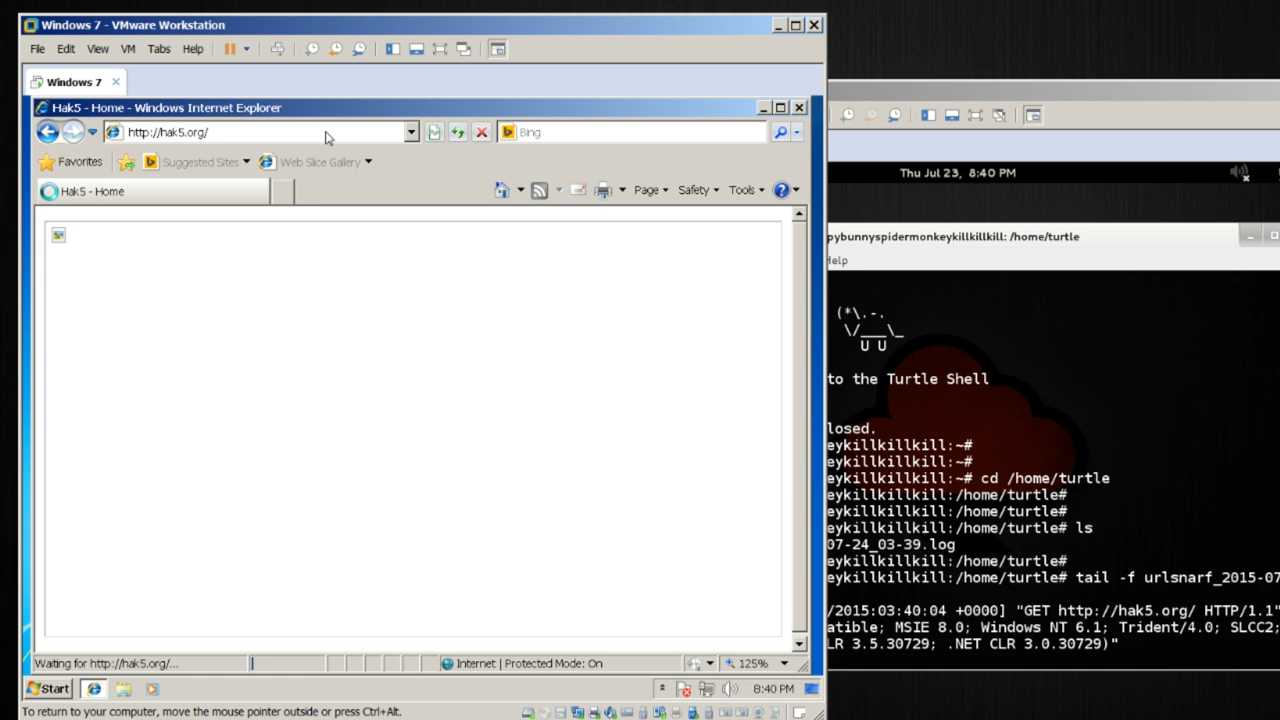 Windows 7 - VMware Workstation
File Edit View VM Tabs Help
Windows 7
Hak5 - Home - Windows Internet Explorer
http://hak5.org/
Bing
Favorites Suggested Sites Web Slice Gallery
Hak5 - Home
Page Safety Tools
Waiting for http://hak5.org/...
Internet | Protected Mode: On
125%
Start
8:40 PM
To return to your computer, move the mouse pointer outside or press Ctrl+Alt.
Thu Jul 23, 8:40 PM
pybunnyspidermonkeykillkillkill: /home/turtle
Help
(*\.-.
\/___\_
U U
to the Turtle Shell
losed.
eykillkillkill:~#
eykillkillkill:~#
eykillkillkill:~# cd /home/turtle
eykillkillkill:/home/turtle#
eykillkillkill:/home/turtle#
eykillkillkill:/home/turtle# ls
07-24_03-39.log
eykillkillkill:/home/turtle#
eykillkillkill:/home/turtle# tail -f urlsnarf_2015-07
/2015:03:40:04 +0000] "GET http://hak5.org/ HTTP/1.1"
atible; MSIE 8.0; Windows NT 6.1; Trident/4.0; SLCC2;
LR 3.5.30729; .NET CLR 3.0.30729)"